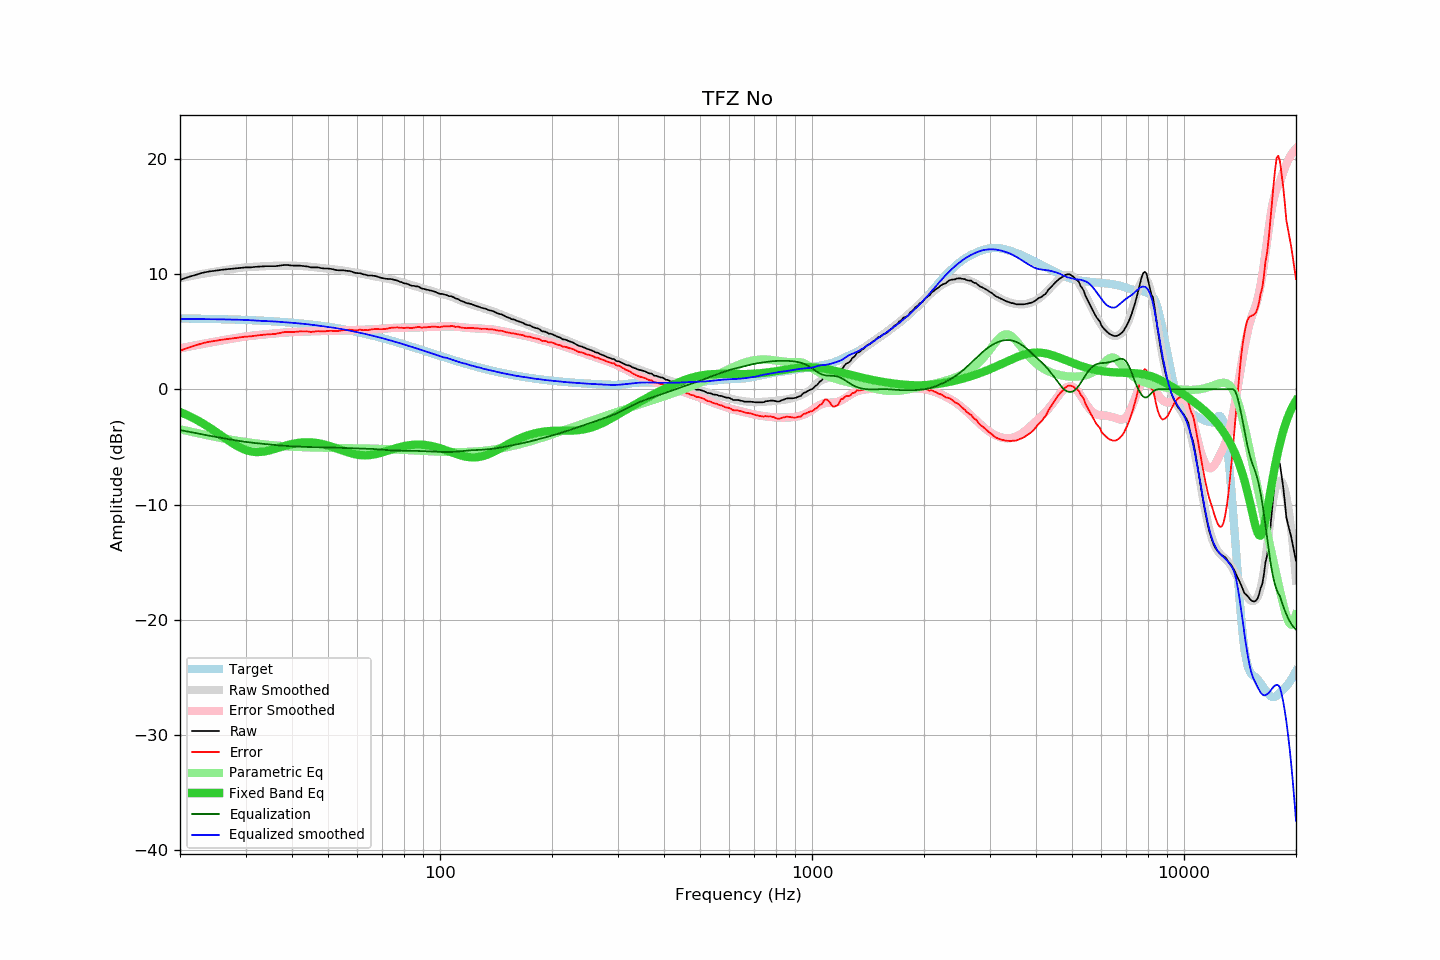 TFZ No
20
10
0
−10
−20
−30
−40
Amplitude (dBr)
Target
Raw Smoothed
Error Smoothed
Raw
Error
Parametric Eq
Fixed Band Eq
Equalization
Equalized smoothed
100 1000 10000
Frequency (Hz)